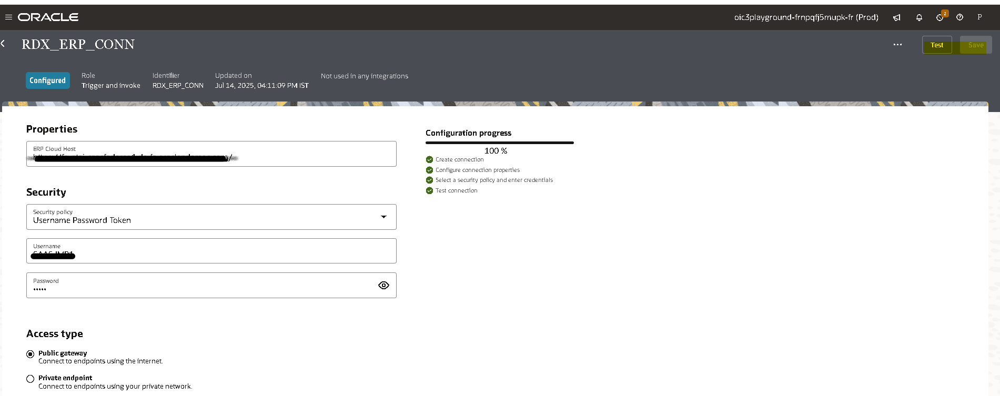 ORACLE
oic3playground-frnpqfj5mupk-fr (Prod)
2
P
RDX_ERP_CONN
Test
Save
Configured
Role
Trigger and invoke
Identifier
RDX_ERP_CONN
Updated on
Jul 14, 2025, 04:11:09 PM IST
Not used in any integrations
Properties
ERP Cloud Host
Security
Security policy
Username Password Token
Username
Password
•••••
Access type
Public gateway
Connect to endpoints using the internet.
Private endpoint
Connect to endpoints using your private network.
Configuration progress
100 %
Create connection
Configure connection properties
Select a security policy and enter credentials
Test connection